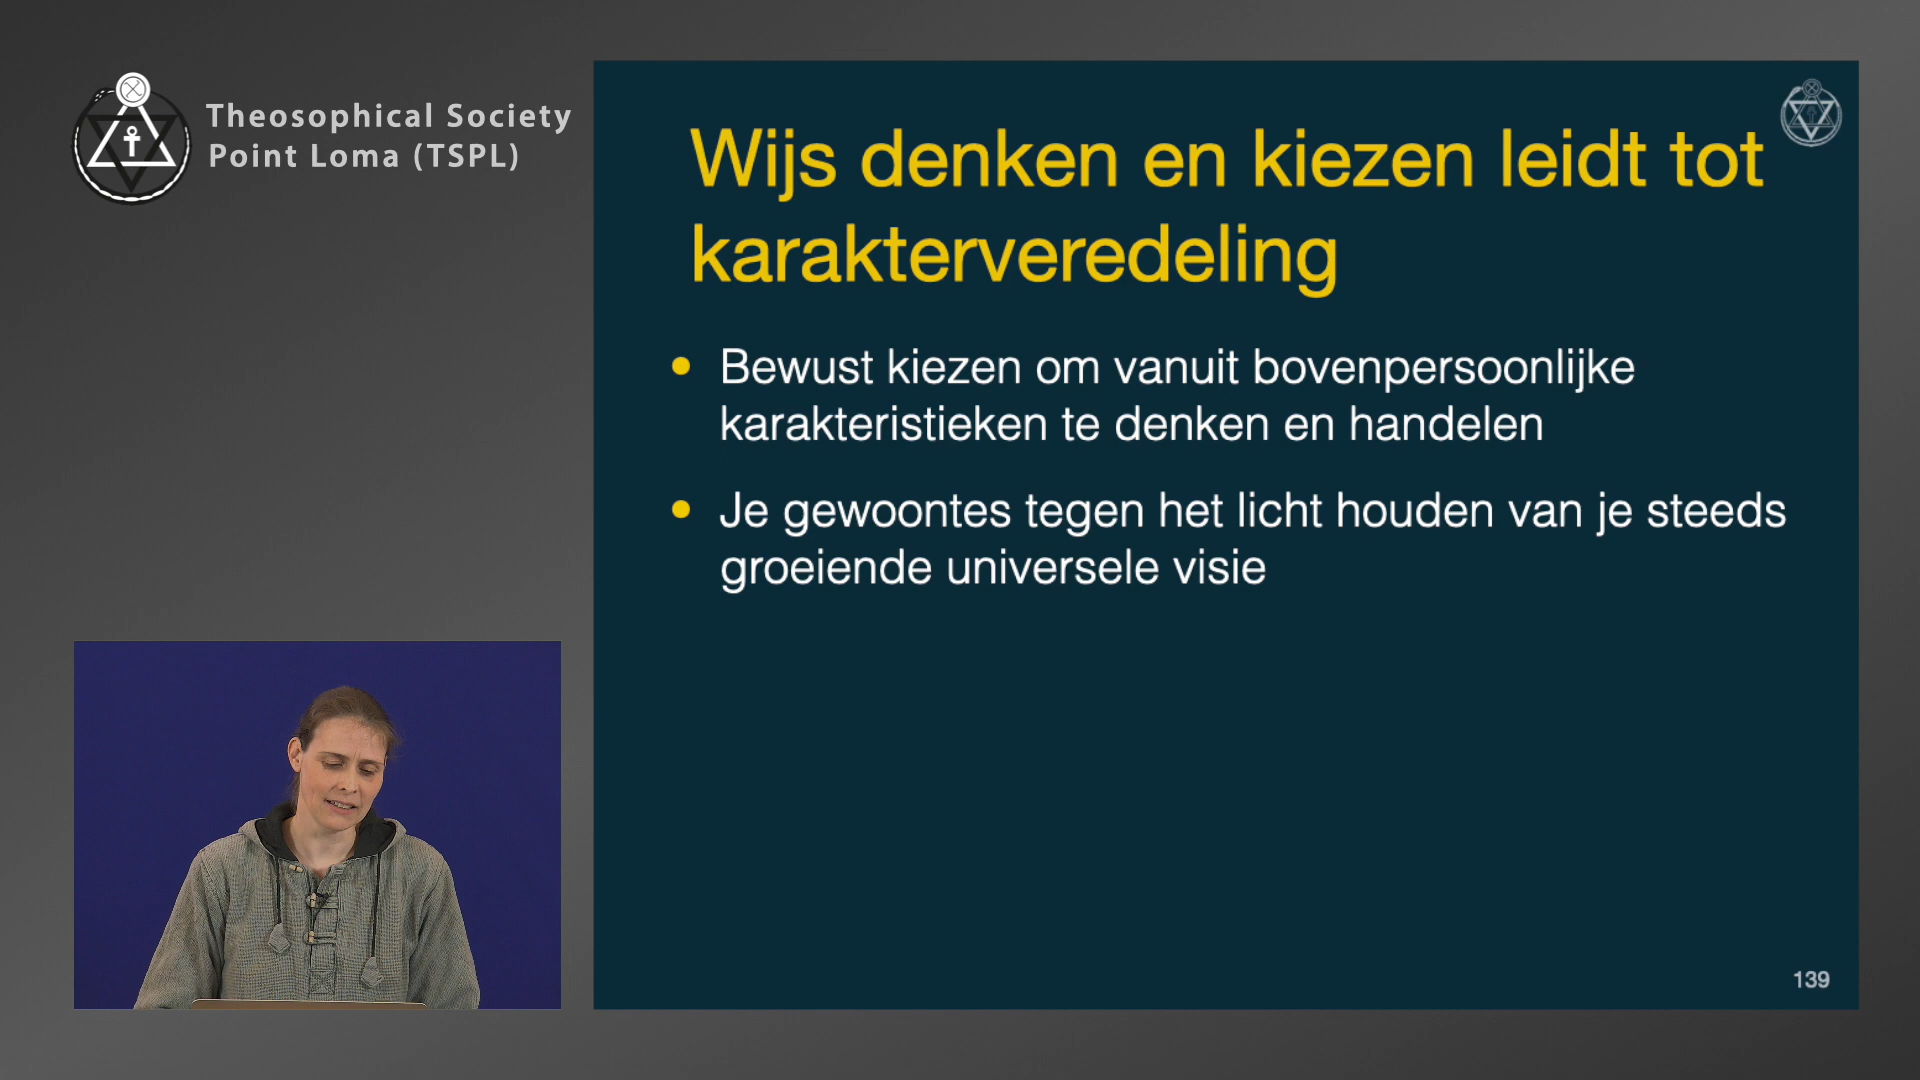 Theosophical Society
Point Loma (TSPL)
Wijs denken en kiezen leidt tot
karakterveredeling
Bewust kiezen om vanuit bovenpersoonlijke
karakteristieken te denken en handelen
Je gewoontes tegen het licht houden van je steeds
groeiende universele visie
139